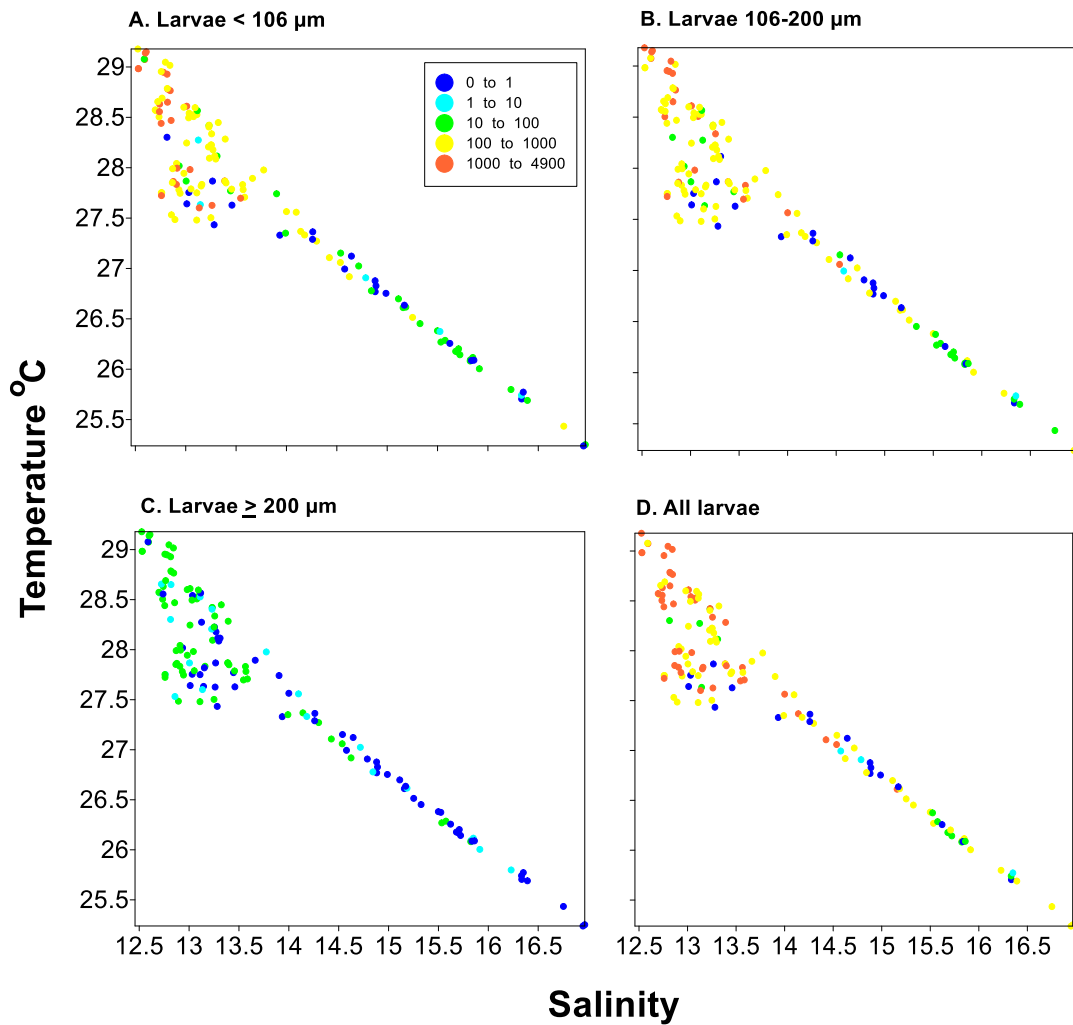 A. Larvae < 106 µm
B. Larvae 106-200 µm
0 to 1
1 to 10
10 to 100
100 to 1000
1000 to 4900
29
28.5
28
27.5
27
26.5
26
25.5
C. Larvae ≥ 200 µm
D. All larvae
29
28.5
28
27.5
27
26.5
26
25.5
12.5 13 13.5 14 14.5 15 15.5 16 16.5
12.5 13 13.5 14 14.5 15 15.5 16 16.5
Temperature ºC
Salinity